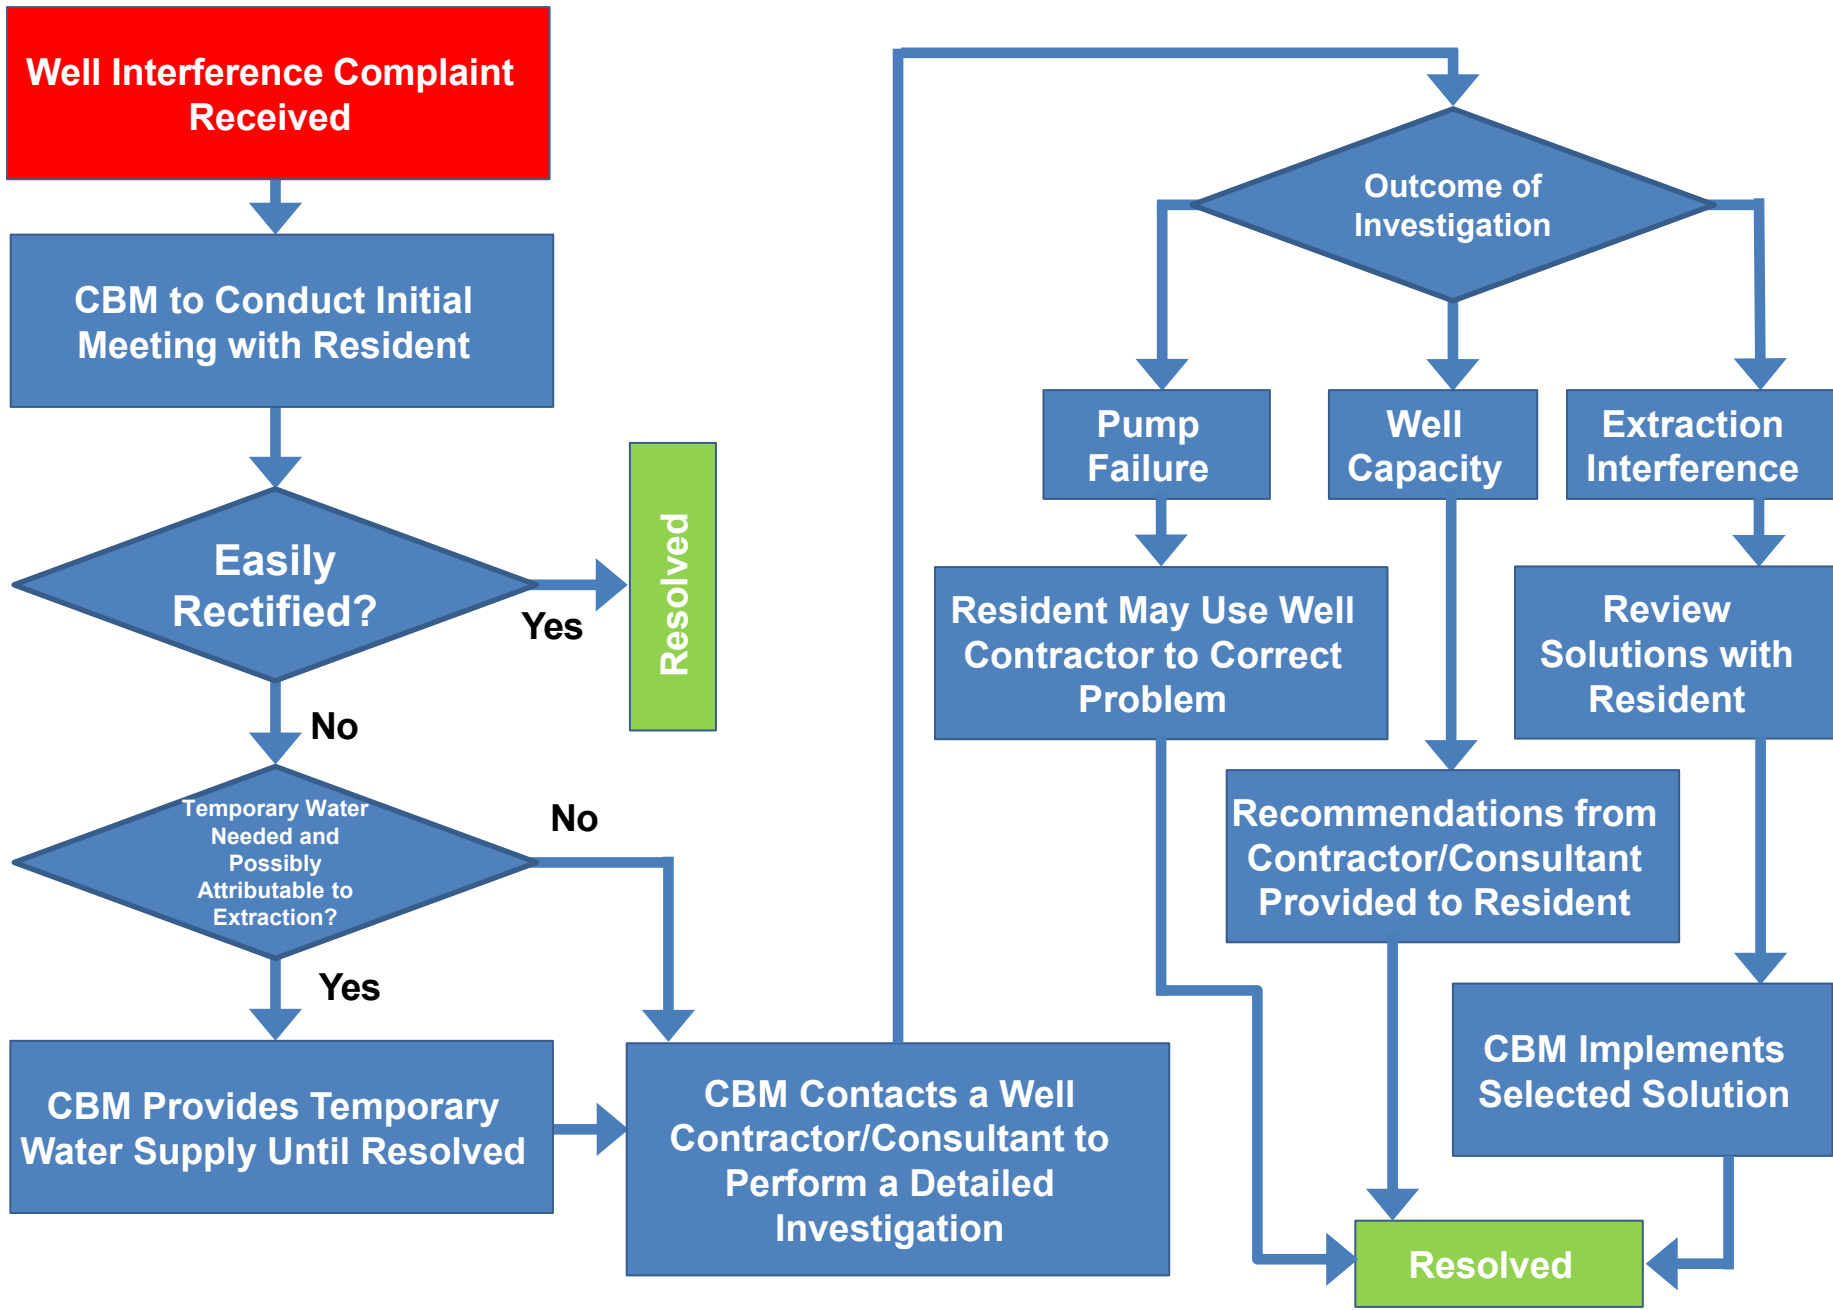 Well Interference Complaint
Received
CBM to Conduct Initial
Meeting with Resident
Easily
Rectified?
Yes
Resolved
No
Temporary Water
Needed and
Possibly
Attributable to
Extraction?
No
Yes
CBM Provides Temporary
Water Supply Until Resolved
CBM Contacts a Well
Contractor/Consultant to
Perform a Detailed
Investigation
Outcome of
Investigation
Pump
Failure
Well
Capacity
Extraction
Interference
Resident May Use Well
Contractor to Correct
Problem
Review
Solutions with
Resident
Recommendations from
Contractor/Consultant
Provided to Resident
CBM Implements
Selected Solution
Resolved